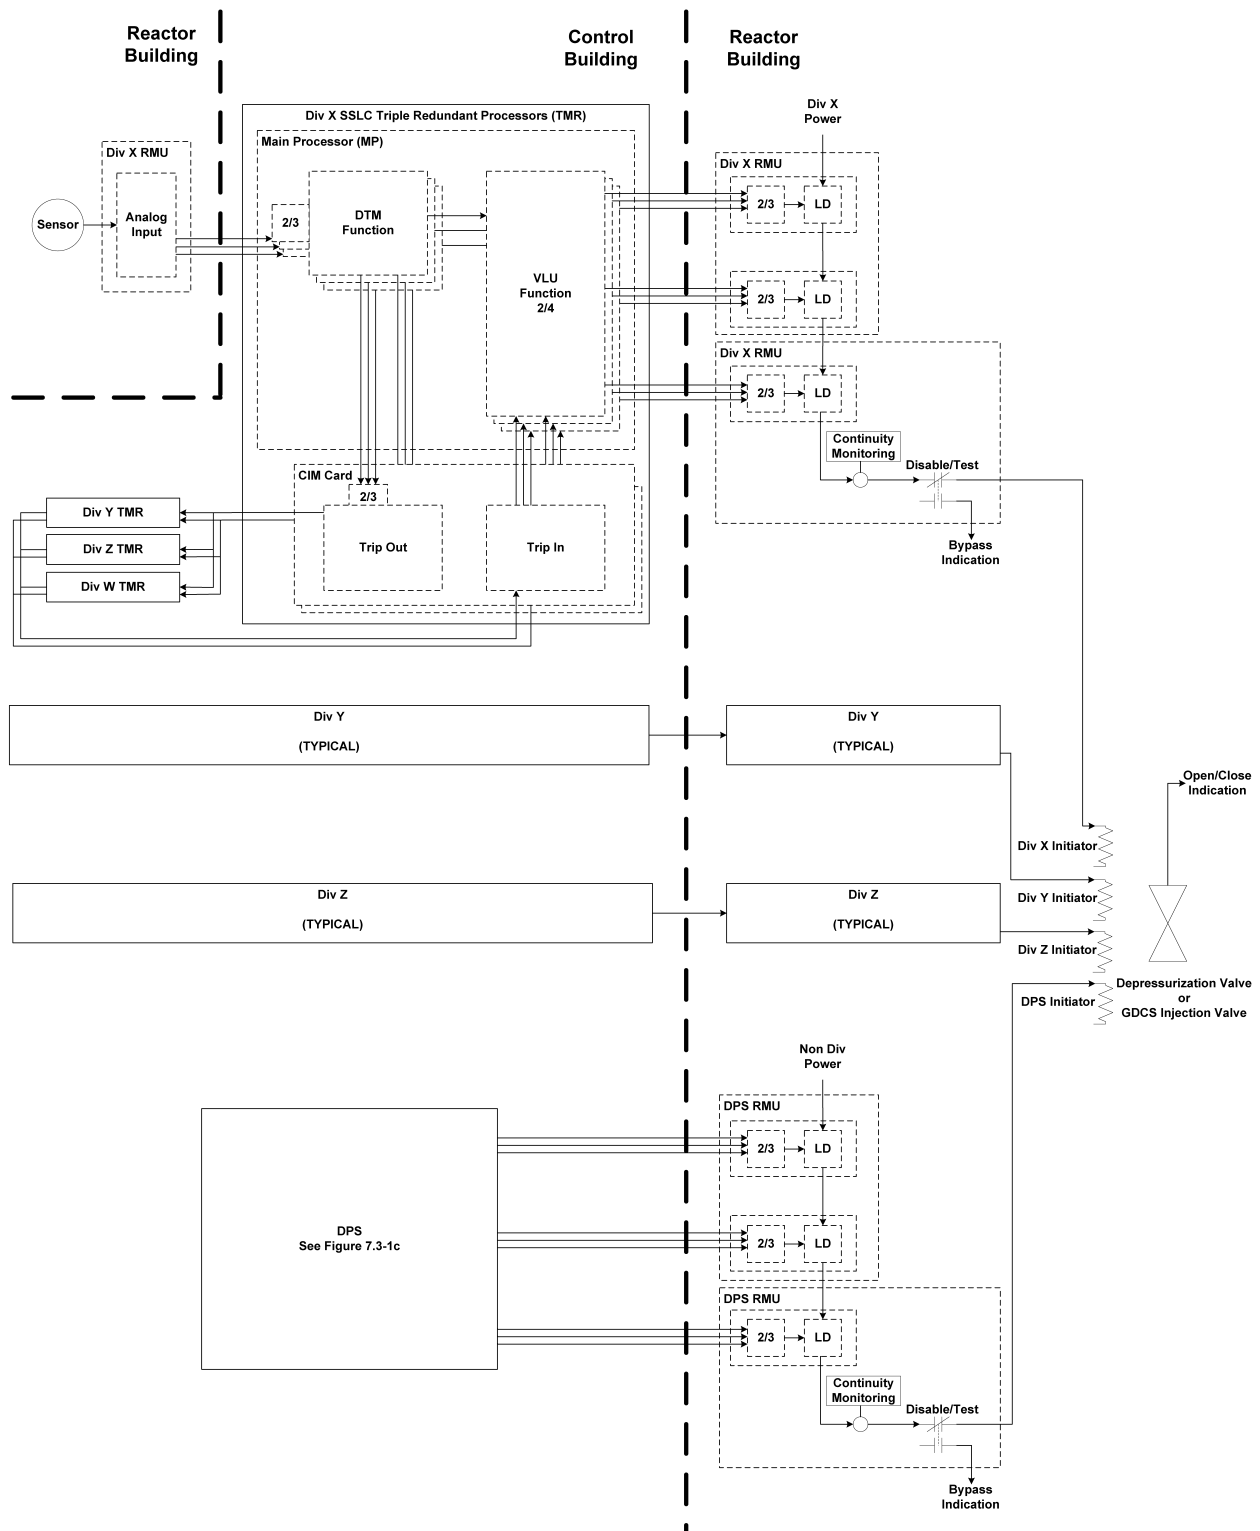 Reactor
Building
Control
Building
Reactor
Building
Div X
Power
Div X SSLC Triple Redundant Processors (TMR)
Main Processor (MP)
Div X RMU
Analog
Input
Sensor
2/3
DTM
Function
VLU
Function
2/4
Div X RMU
2/3
LD
2/3
LD
Div X RMU
2/3
LD
Continuity
Monitoring
Disable/Test
Bypass
Indication
CIM Card
2/3
Trip Out
Trip In
Div Y TMR
Div Z TMR
Div W TMR
Div Y
(TYPICAL)
Div Y
(TYPICAL)
Open/Close
Indication
Div X Initiator
Div Z
(TYPICAL)
Div Z
(TYPICAL)
Div Y Initiator
Div Z Initiator
DPS Initiator
Depressurization Valve
or
GDCS Injection Valve
Non Div
Power
DPS RMU
2/3
LD
2/3
LD
DPS
See Figure 7.3-1c
DPS RMU
2/3
LD
Continuity
Monitoring
Disable/Test
Bypass
Indication